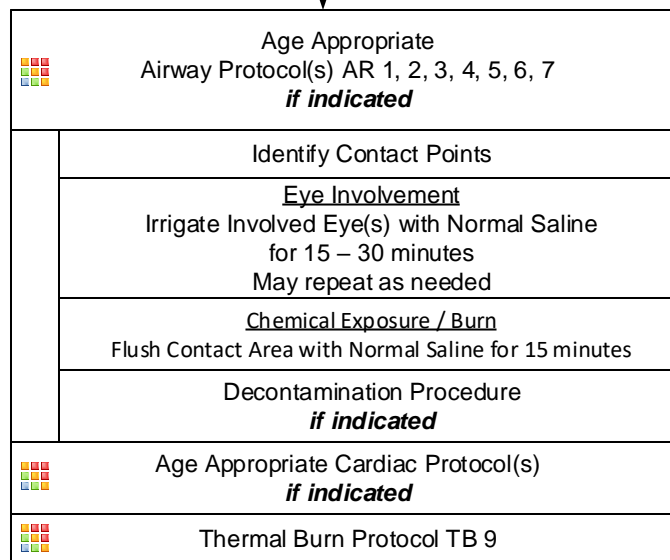 Age Appropriate
Airway Protocol(s) AR 1, 2, 3, 4, 5, 6, 7
if indicated
Identify Contact Points
Eye Involvement
Irrigate Involved Eye(s) with Normal Saline
for 15 – 30 minutes
May repeat as needed
Chemical Exposure / Burn
Flush Contact Area with Normal Saline for 15 minutes
Decontamination Procedure
if indicated
Age Appropriate Cardiac Protocol(s)
if indicated
Thermal Burn Protocol TB 9